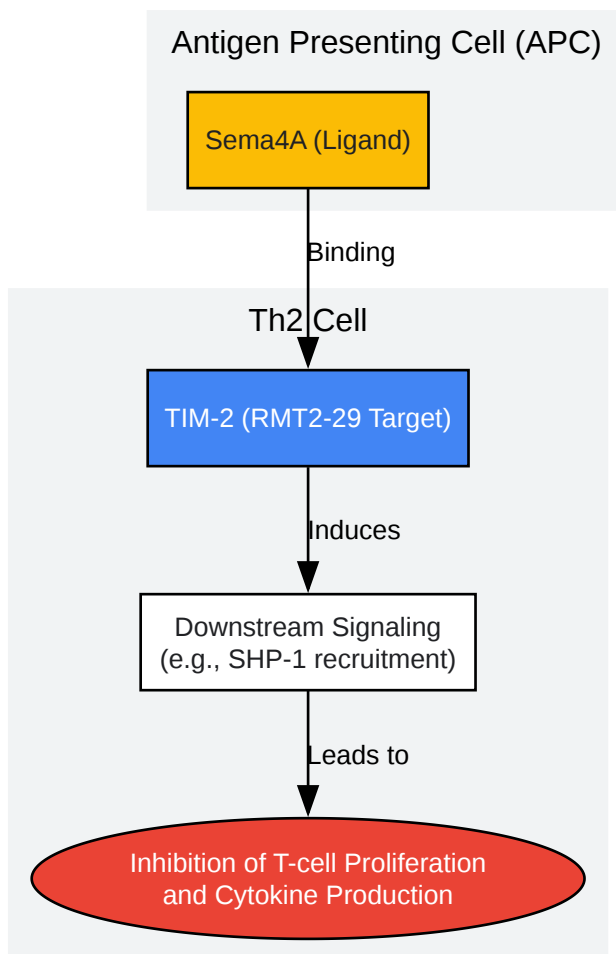 Antigen Presenting Cell (APC)
Sema4A (Ligand)
Binding
Th2 Cell
TIM-2 (RMT2-29 Target)
Induces
Downstream Signaling
(e.g., SHP-1 recruitment)
Leads to
Inhibition of T-cell Proliferation
and Cytokine Production